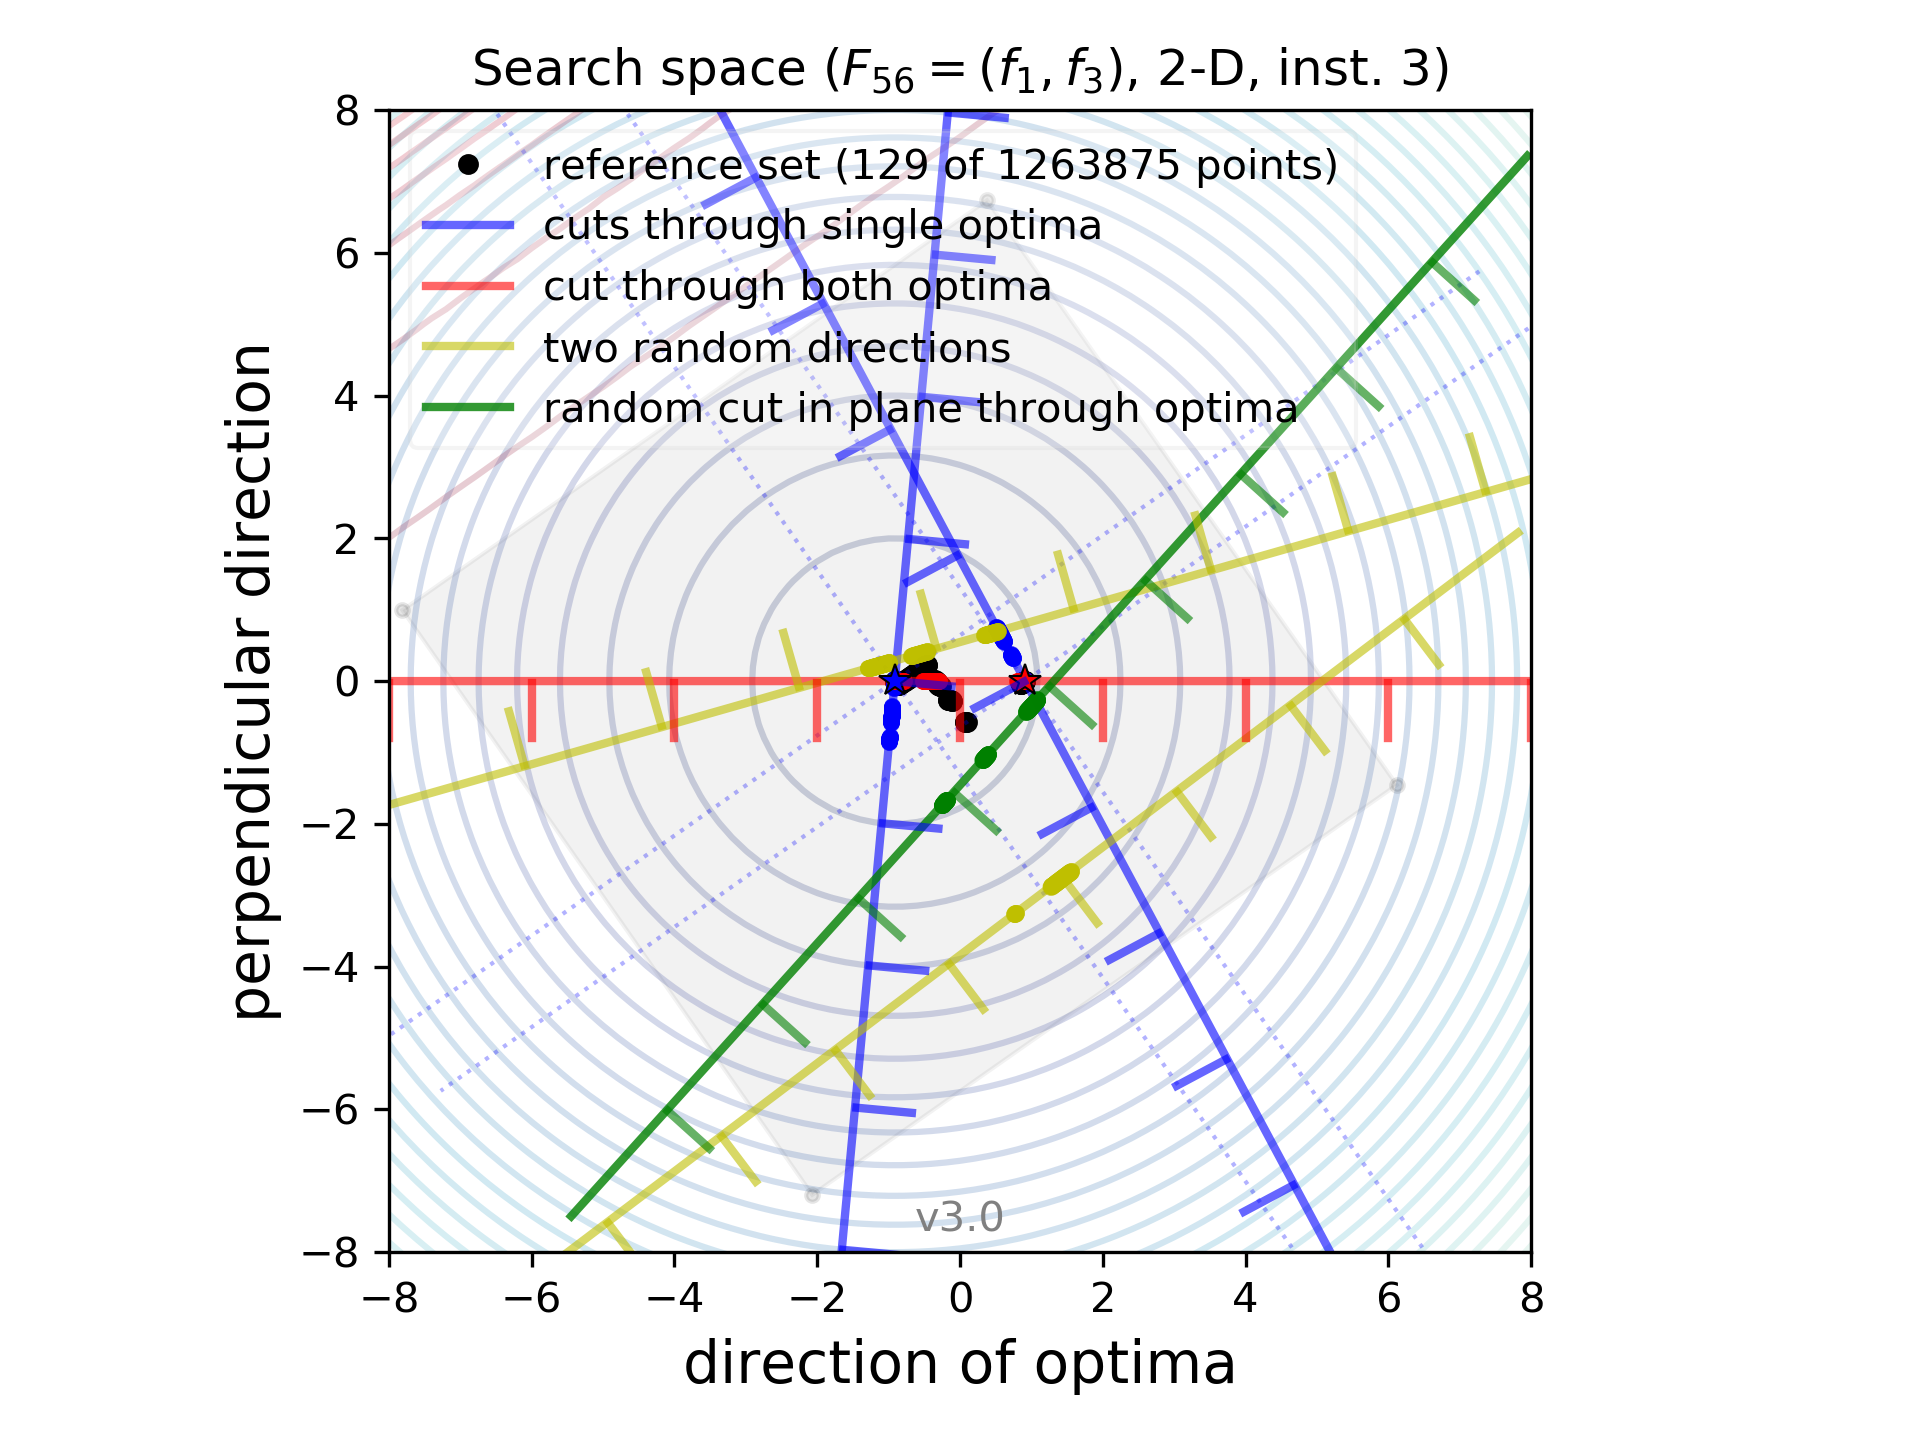 Search space ($F_{56} = (f_1, f_3)$, 2-D, inst. 3)
reference set (129 of 1263875 points)
cuts through single optima
cut through both optima
two random directions
random cut in plane through optima
perpendicular direction
8
6
4
2
0
−2
−4
−6
−8
v3.0
−8 −6 −4 −2 0 2 4 6 8
direction of optima